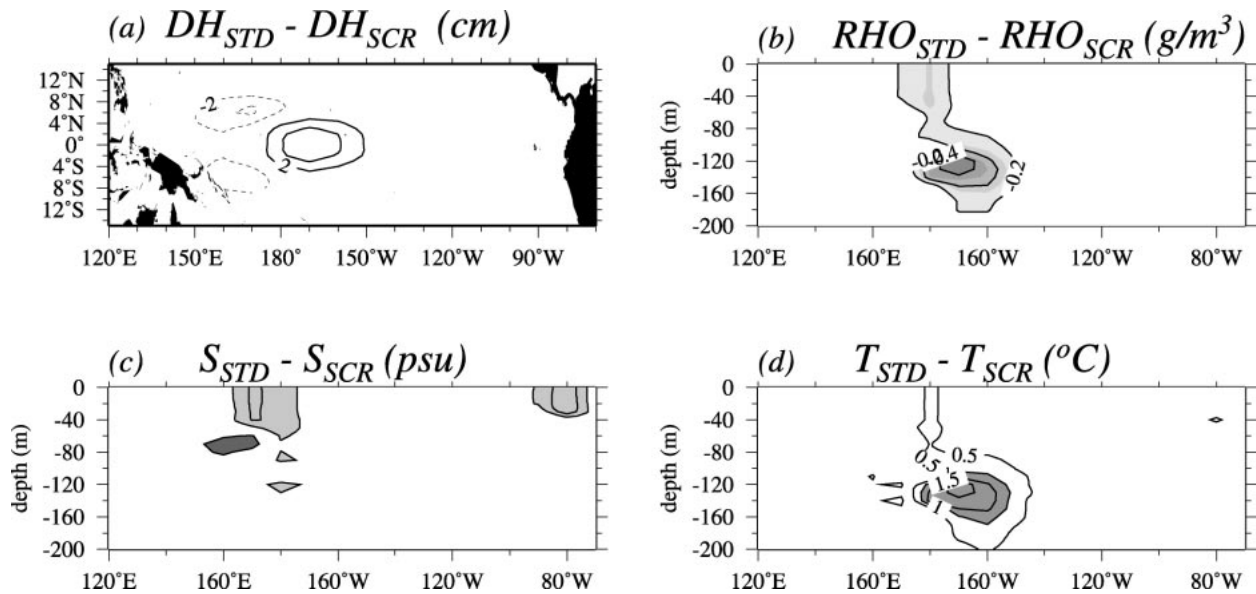 (a) DH_STD - DH_SCR (cm)
12°N
8°N
4°N
0°
4°S
8°S
12°S
-2
2
120°E 150°E 180° 150°W 120°W 90°W
(b) RHO_STD - RHO_SCR (g/m³)
depth (m)
0
-40
-80
-120
-160
-200
-0.4
-0.2
120°E 160°E 160°W 120°W 80°W
(c) S_STD - S_SCR (psu)
depth (m)
0
-40
-80
-120
-160
-200
120°E 160°E 160°W 120°W 80°W
(d) T_STD - T_SCR (°C)
depth (m)
0
-40
-80
-120
-160
-200
0.5
0.5
1.5
1
120°E 160°E 160°W 120°W 80°W